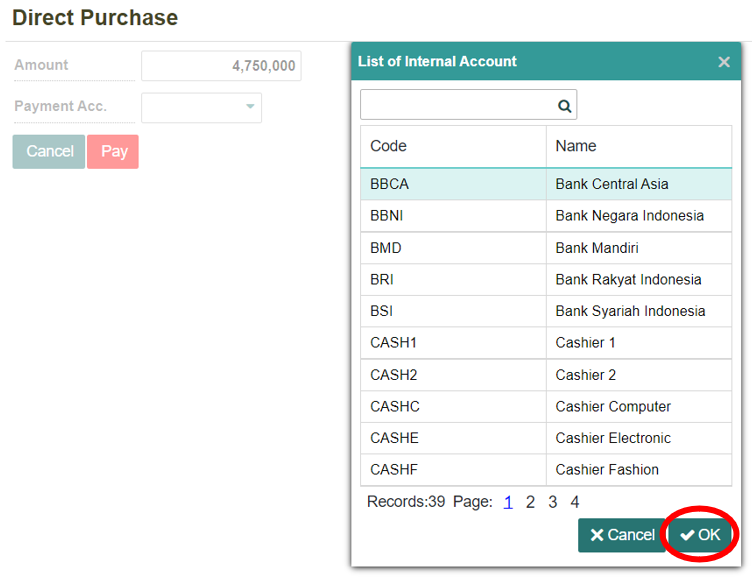 Direct Purchase
Amount 4,750,000
Payment Acc.
Cancel Pay
List of Internal Account
Code Name
BBCA Bank Central Asia
BBNI Bank Negara Indonesia
BMD Bank Mandiri
BRI Bank Rakyat Indonesia
BSI Bank Syariah Indonesia
CASH1 Cashier 1
CASH2 Cashier 2
CASHC Cashier Computer
CASHE Cashier Electronic
CASHF Cashier Fashion
Records:39 Page: 1 2 3 4
Cancel OK